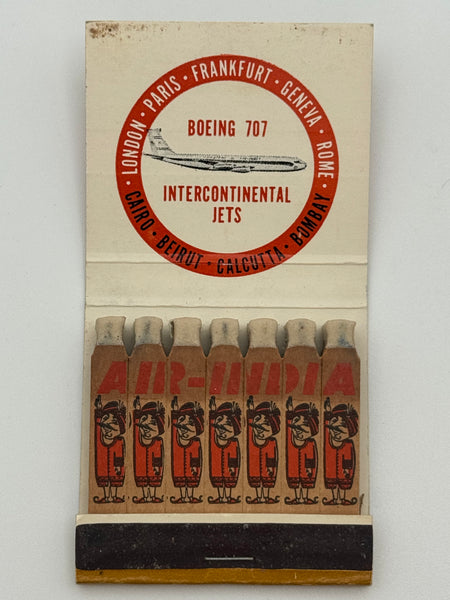 LONDON · PARIS · FRANKFURT · GENEVA · ROME ·
BOEING 707
INTERCONTINENTAL
JETS
CAIRO · BEIRUT · CALCUTTA · BOMBAY
AIR-INDIA